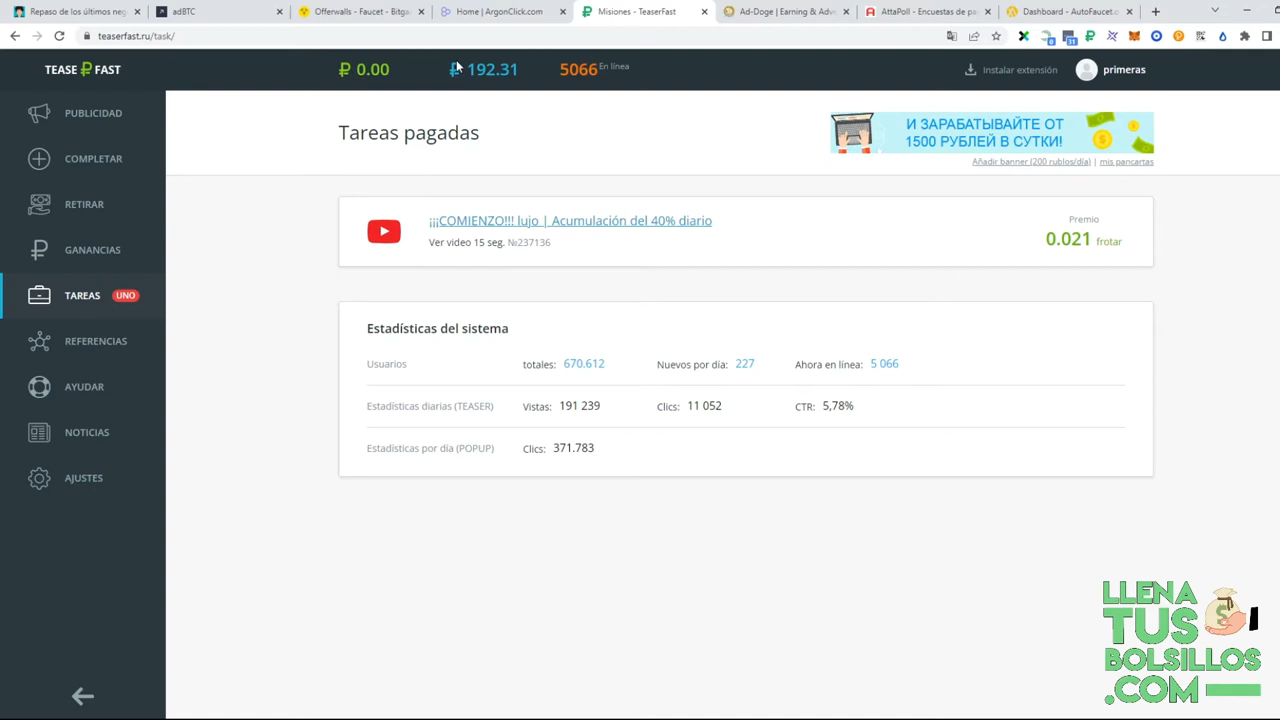 Repaso de los últimos neg
adBTC
Offerwalls - Faucet - Bitga
Home | ArgonClick.com
Misiones - TeaserFast
Ad-Doge | Earning & Adve
AttaPoll - Encuestas de pa
Dashboard - AutoFaucet.o
teaserfast.ru/task/
TEASE₽FAST
₽ 0.00
₽ 192.31
5066 En línea
Instalar extensión
primeras
PUBLICIDAD
COMPLETAR
RETIRAR
GANANCIAS
TAREAS UNO
REFERENCIAS
AYUDAR
NOTICIAS
AJUSTES
Tareas pagadas
И ЗАРАБАТЫВАЙТЕ ОТ
1500 РУБЛЕЙ В СУТКИ!
Añadir banner (200 rublos/día) | mis pancartas
¡¡¡COMIENZO!!! lujo | Acumulación del 40% diario
Ver video 15 seg. №237136
Premio
0.021 frotar
Estadísticas del sistema
Usuarios totales: 670.612 Nuevos por día: 227 Ahora en línea: 5 066
Estadísticas diarias (TEASER) Vistas: 191 239 Clics: 11 052 CTR: 5,78%
Estadísticas por día (POPUP) Clics: 371.783
LLENA
TUS
BOLSILLOS
.COM